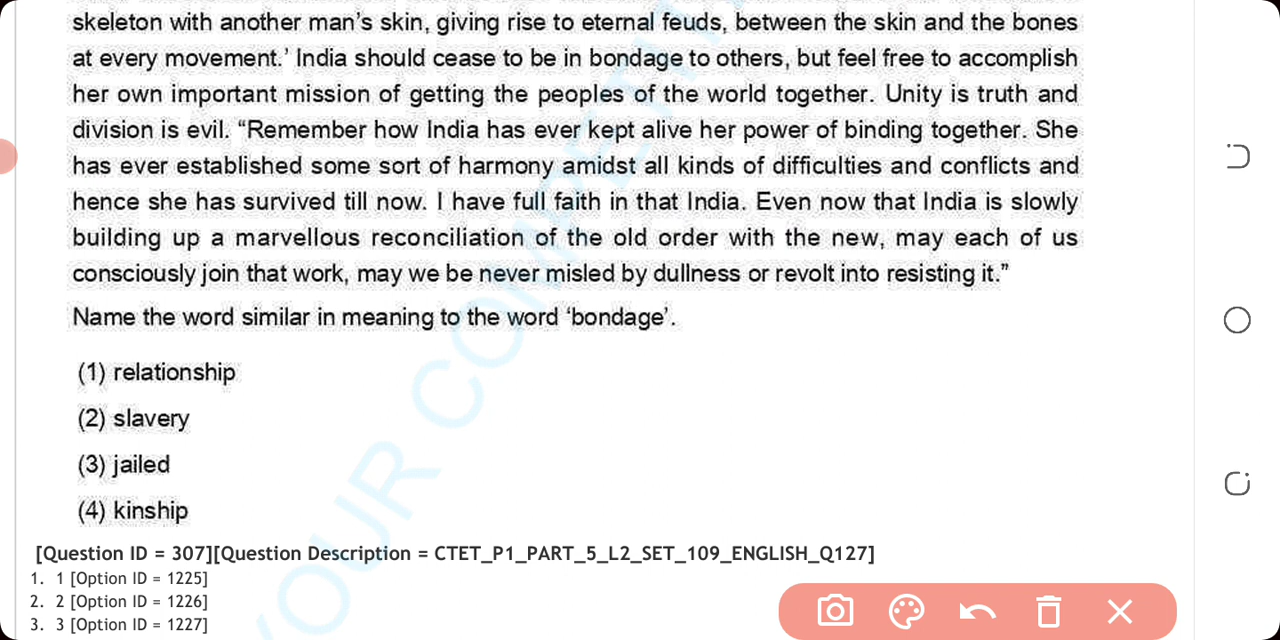 skeleton with another man's skin, giving rise to eternal feuds, between the skin and the bones
at every movement.' India should cease to be in bondage to others, but feel free to accomplish
her own important mission of getting the peoples of the world together. Unity is truth and
division is evil. “Remember how India has ever kept alive her power of binding together. She
has ever established some sort of harmony amidst all kinds of difficulties and conflicts and
hence she has survived till now. I have full faith in that India. Even now that India is slowly
building up a marvellous reconciliation of the old order with the new, may each of us
consciously join that work, may we be never misled by dullness or revolt into resisting it.”
Name the word similar in meaning to the word ‘bondage’.
(1) relationship
(2) slavery
(3) jailed
(4) kinship
[Question ID = 307][Question Description = CTET_P1_PART_5_L2_SET_109_ENGLISH_Q127]
1. 1 [Option ID = 1225]
2. 2 [Option ID = 1226]
3. 3 [Option ID = 1227]
YOUR COMPETI